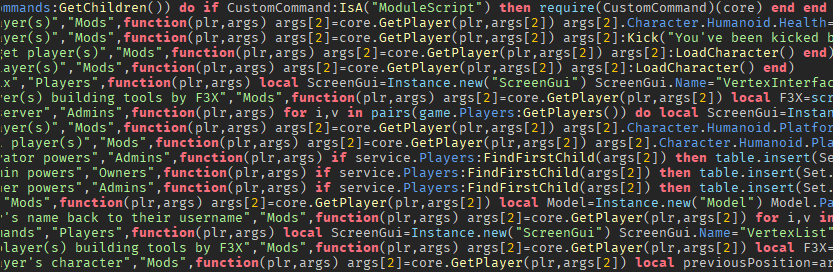 mmands:GetChildren()) do if CustomCommand:IsA("ModuleScript") then require(CustomCommand)(core) end end
ayer(s)","Mods",function(plr,args) args[2]=core.GetPlayer(plr,args[2]) args[2].Character.Humanoid.Health=
yer(s)","Mods",function(plr,args) args[2]=core.GetPlayer(plr,args[2]) args[2]:Kick("You've been kicked b
get player(s)","Mods",function(plr,args) args[2]=core.GetPlayer(plr,args[2]) args[2]:LoadCharacter() end)
ayer(s)","Mods",function(plr,args) args[2]=core.GetPlayer(plr,args[2]) args[2]:LoadCharacter() end)
x","Players",function(plr,args) local ScreenGui=Instance.new("ScreenGui") ScreenGui.Name="VertexInterfac
er(s) building tools by F3X","Mods",function(plr,args) args[2]=core.GetPlayer(plr,args[2]) local F3X=scr
erver","Admins",function(plr,args) for i,v in pairs(game.Players:GetPlayers()) do local ScreenGui=Instan
yer(s)","Mods",function(plr,args) args[2]=core.GetPlayer(plr,args[2]) args[2].Character.Humanoid.Platfo
player(s)","Mods",function(plr,args) args[2]=core.GetPlayer(plr,args[2]) args[2].Character.Humanoid.Pla
rator powers","Admins",function(plr,args) if service.Players:FindFirstChild(args[2]) then table.insert(Se
min powers","Owners",function(plr,args) if service.Players:FindFirstChild(args[2]) then table.insert(Set.
er powers","Admins",function(plr,args) if service.Players:FindFirstChild(args[2]) then table.insert(Set.
"Mods",function(plr,args) args[2]=core.GetPlayer(plr,args[2]) local Model=Instance.new("Model") Model.Pa
r's name back to their username","Mods",function(plr,args) args[2]=core.GetPlayer(plr,args[2]) for i,v in
mands","Players",function(plr,args) local ScreenGui=Instance.new("ScreenGui") ScreenGui.Name="VertexList"
player(s) building tools by F3X","Mods",function(plr,args) args[2]=core.GetPlayer(plr,args[2]) local F3X=
yer's character","Mods",function(plr,args) args[2]=core.GetPlayer(plr,args[2]) local previousPosition=ar